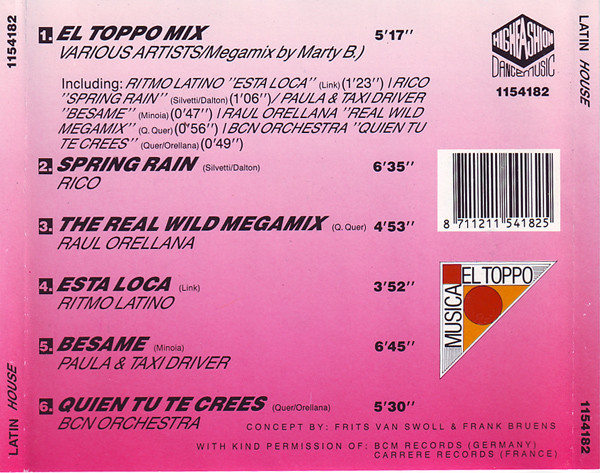 1154182
LATIN HOUSE
1. EL TOPPO MIX 5'17"
VARIOUS ARTISTS/Megamix by Marty B.)
Including: RITMO LATINO "ESTA LOCA" (Link) (1'23") I RICO
"SPRING RAIN" (Silvetti/Dalton) (1'06") / PAULA & TAXI DRIVER
"BESAME" (Minoia) (0'47") I RAUL ORELLANA "REAL WILD
MEGAMIX" (Q. Quer) (0"56") I BCN ORCHESTRA "QUIEN TU
TE CREES" (Quer/Orellana) (0'49")
HIGH FASHION
DANCE MUSIC
1154182
2. SPRING RAIN (Silvetti/Dalton) 6'35"
RICO
3. THE REAL WILD MEGAMIX (Q. Quer) 4'53"
RAUL ORELLANA
8 711211 541825
4. ESTA LOCA (Link) 3'52"
RITMO LATINO
MUSICA
EL TOPPO
5. BESAME (Minoia) 6'45"
PAULA & TAXI DRIVER
6. QUIEN TU TE CREES (Quer/Orellana) 5'30"
BCN ORCHESTRA
CONCEPT BY: FRITS VAN SWOLL & FRANK BRUENS
WITH KIND PERMISSION OF: BCM RECORDS (GERMANY)
CARRERE RECORDS (FRANCE)
LATIN HOUSE
1154182